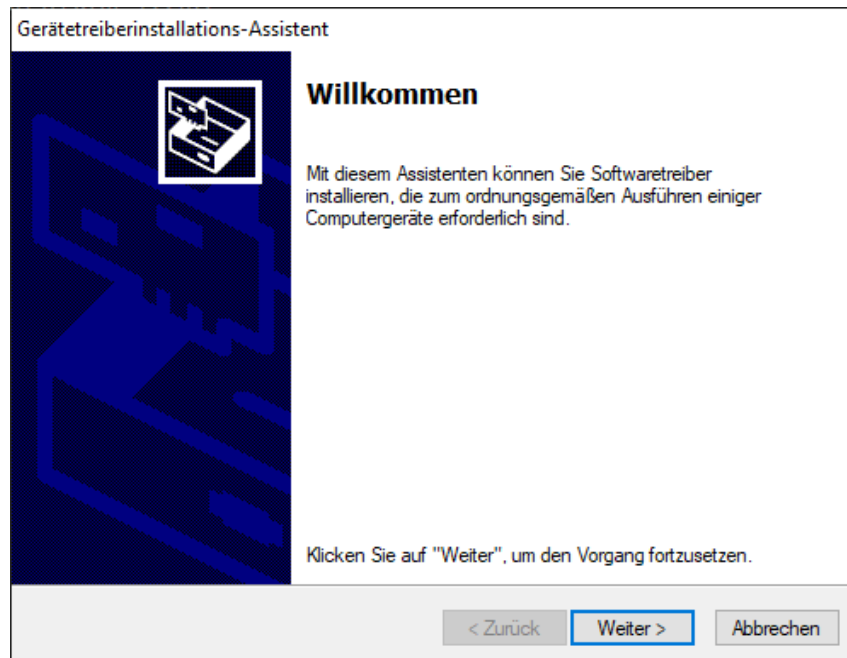 Gerätetreiberinstallations-Assistent
Willkommen
Mit diesem Assistenten können Sie Softwaretreiber
installieren, die zum ordnungsgemäßen Ausführen einiger
Computergeräte erforderlich sind.
Klicken Sie auf "Weiter", um den Vorgang fortzusetzen.
< Zurück Weiter > Abbrechen